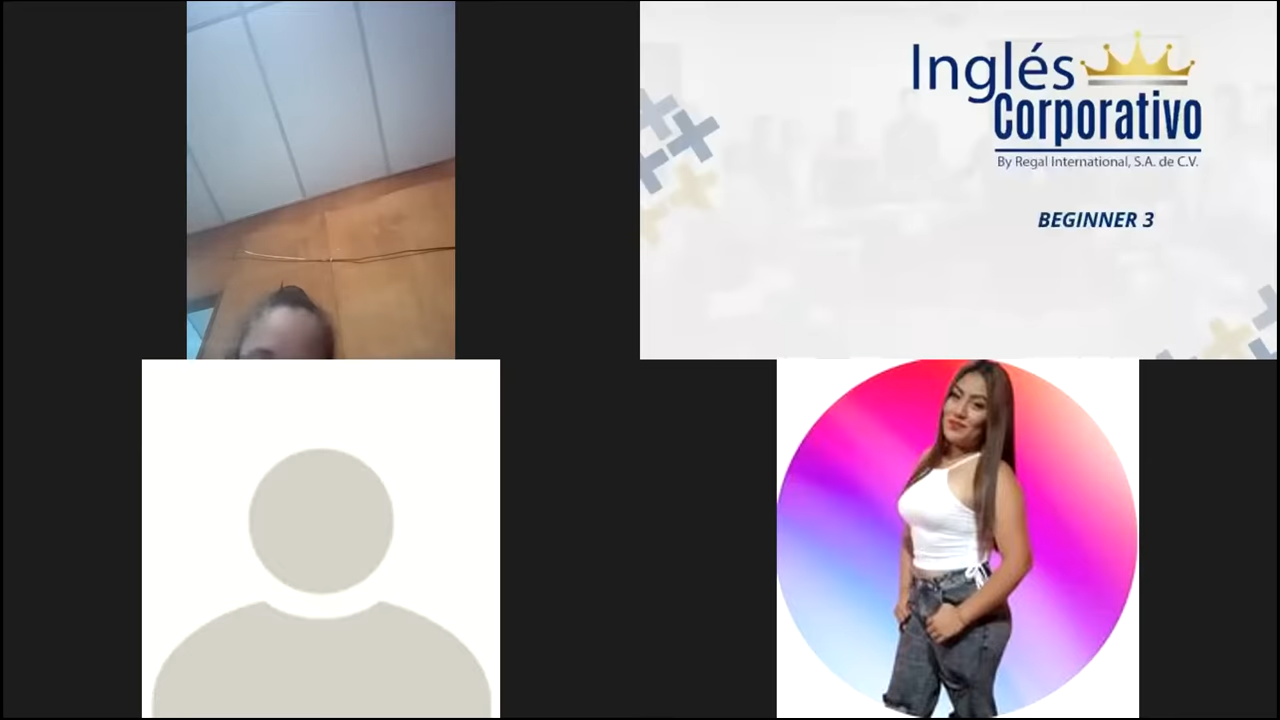 Inglés
Corporativo
By Regal International, S.A. de C.V.
BEGINNER 3